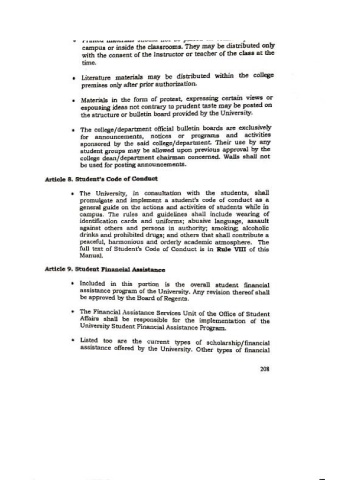 campus or inside the classrooms. They may be distributed only
with the consent of the instructor or teacher of the class at the
time.
• Literature materials may be distributed within the college
premises only after prior authorization.
• Materials in the form of protest, expressing certain views or
espousing ideas not contrary to prudent taste may be posted on
the structure or bulletin board provided by the University.
• The college/department official bulletin boards are exclusively
for announcements, notices or programs and activities
sponsored by the said college/department. Their use by any
student groups may be allowed upon previous approval by the
college dean/department chairman concerned. Walls shall not
be used for posting announcements.
Article 8. Student's Code of Conduct
• The University, in consultation with the students, shall
promulgate and implement a student's code of conduct as a
general guide on the actions and activities of students while in
campus. The rules and guidelines shall include wearing of
identification cards and uniforms; abusive language, assault
against others and persons in authority; smoking; alcoholic
drinks and prohibited drugs; and others that shall contribute a
peaceful, harmonious and orderly academic atmosphere. The
full text of Student's Code of Conduct is in Rule VIII of this
Manual.
Article 9. Student Financial Assistance
• Included in this portion is the overall student financial
assistance program of the University. Any revision thereof shall
be approved by the Board of Regents.
• The Financial Assistance Services Unit of the Office of Student
Affairs shall be responsible for the implementation of the
University Student Financial Assistance Program.
• Listed too are the current types of scholarship/financial
assistance offered by the University. Other types of financial
208